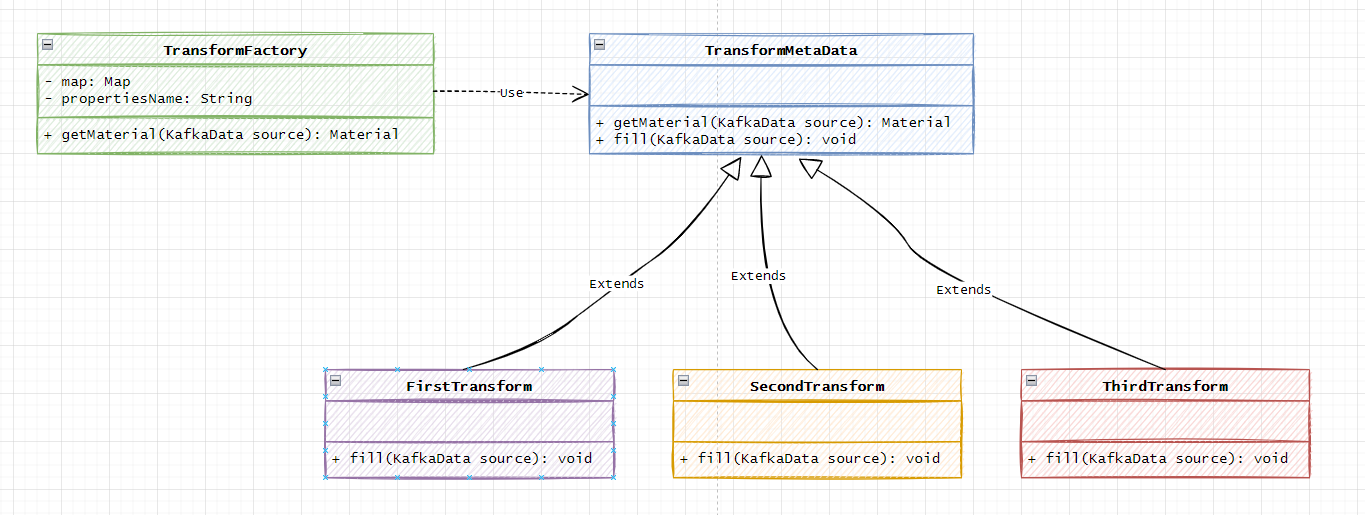 TransformFactory
- map: Map
- propertiesName: String
+ getMaterial(KafkaData source): Material
Use
TransformMetaData
+ getMaterial(KafkaData source): Material
+ fill(KafkaData source): void
Extends
Extends
Extends
FirstTransform
+ fill(KafkaData source): void
SecondTransform
+ fill(KafkaData source): void
ThirdTransform
+ fill(KafkaData source): void